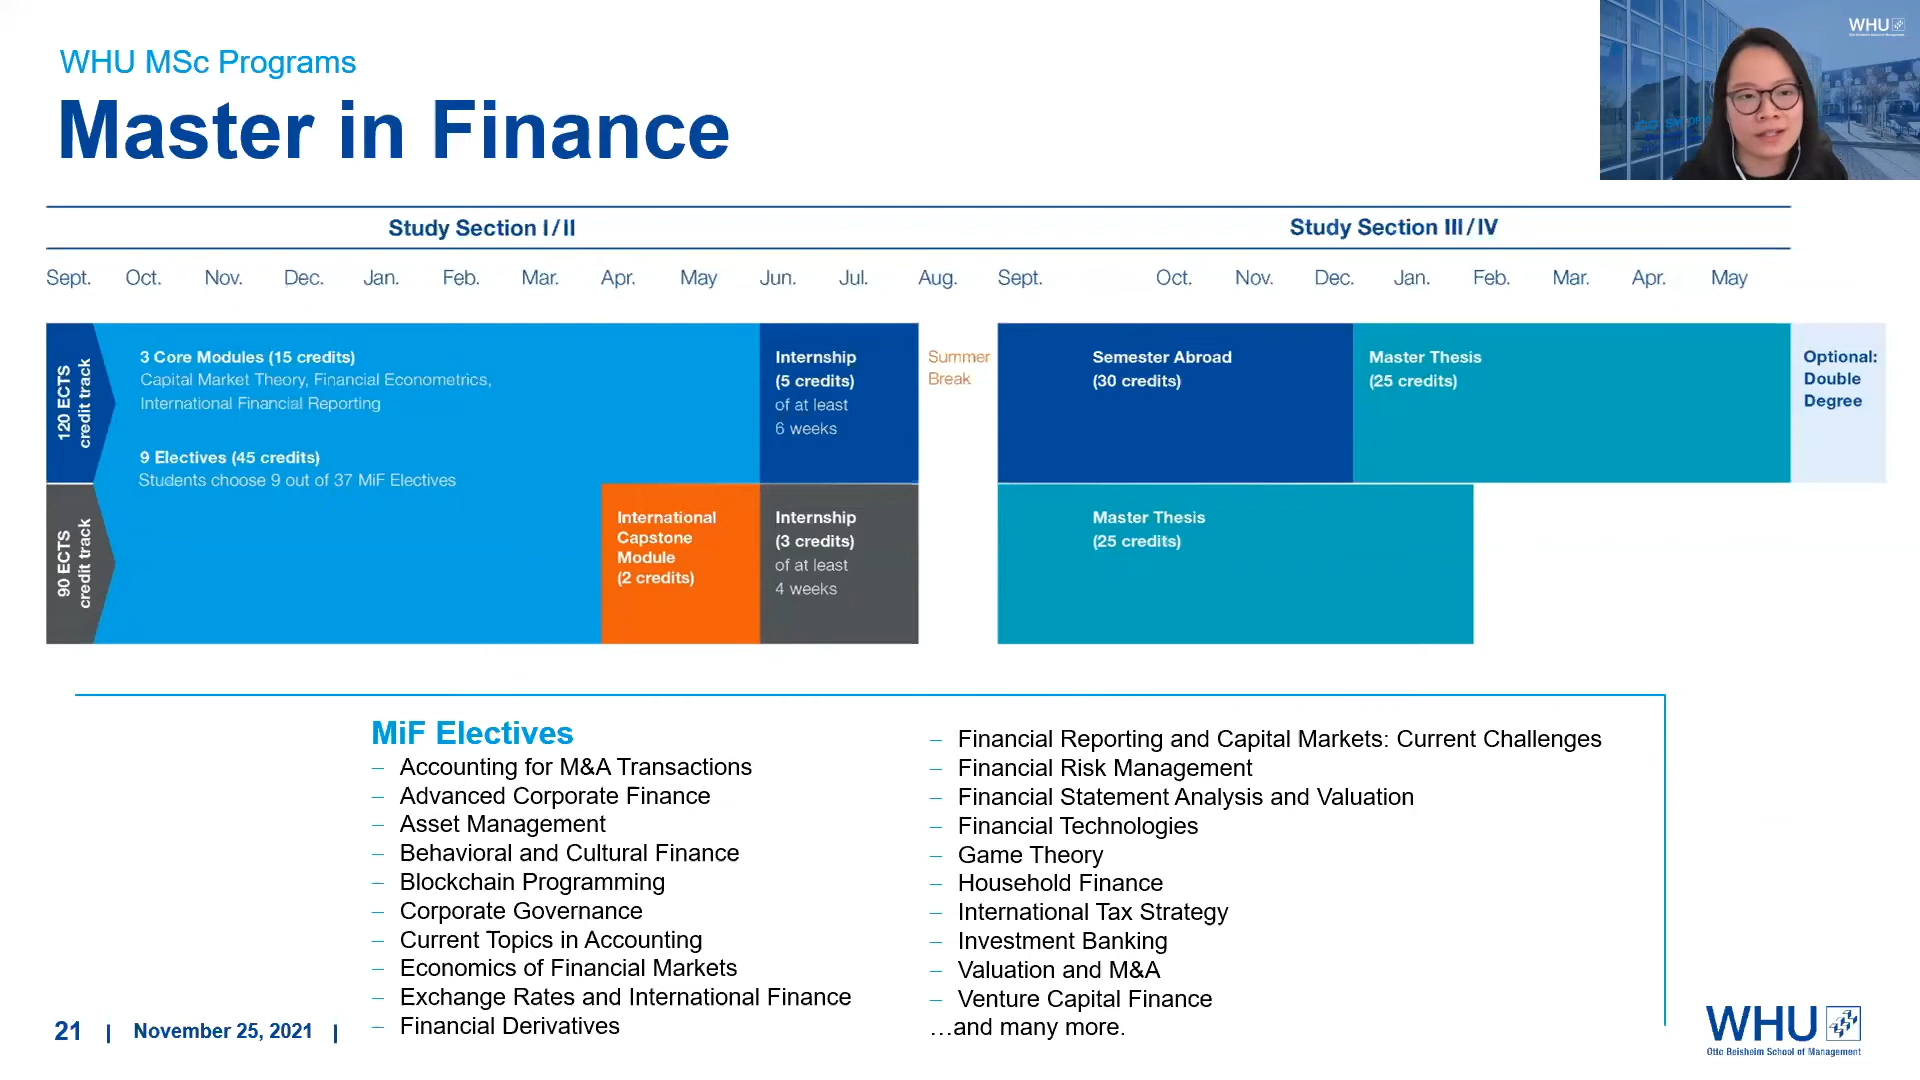 WHU MSc Programs
Master in Finance
WHU
Study Section I/II
Study Section III/IV
Sept. Oct. Nov. Dec. Jan. Feb. Mar. Apr. May Jun. Jul. Aug. Sept. Oct. Nov. Dec. Jan. Feb. Mar. Apr. May
120 ECTS
credit track
3 Core Modules (15 credits)
Capital Market Theory, Financial Econometrics,
International Financial Reporting
9 Electives (45 credits)
Students choose 9 out of 37 MiF Electives
Internship
(5 credits)
of at least
6 weeks
Summer
Break
Semester Abroad
(30 credits)
Master Thesis
(25 credits)
Optional:
Double
Degree
90 ECTS
credit track
International
Capstone
Module
(2 credits)
Internship
(3 credits)
of at least
4 weeks
Master Thesis
(25 credits)
MiF Electives
– Accounting for M&A Transactions
– Advanced Corporate Finance
– Asset Management
– Behavioral and Cultural Finance
– Blockchain Programming
– Corporate Governance
– Current Topics in Accounting
– Economics of Financial Markets
– Exchange Rates and International Finance
– Financial Derivatives
– Financial Reporting and Capital Markets: Current Challenges
– Financial Risk Management
– Financial Statement Analysis and Valuation
– Financial Technologies
– Game Theory
– Household Finance
– International Tax Strategy
– Investment Banking
– Valuation and M&A
– Venture Capital Finance
…and many more.
21 | November 25, 2021 |
WHU
Otto Beisheim School of Management